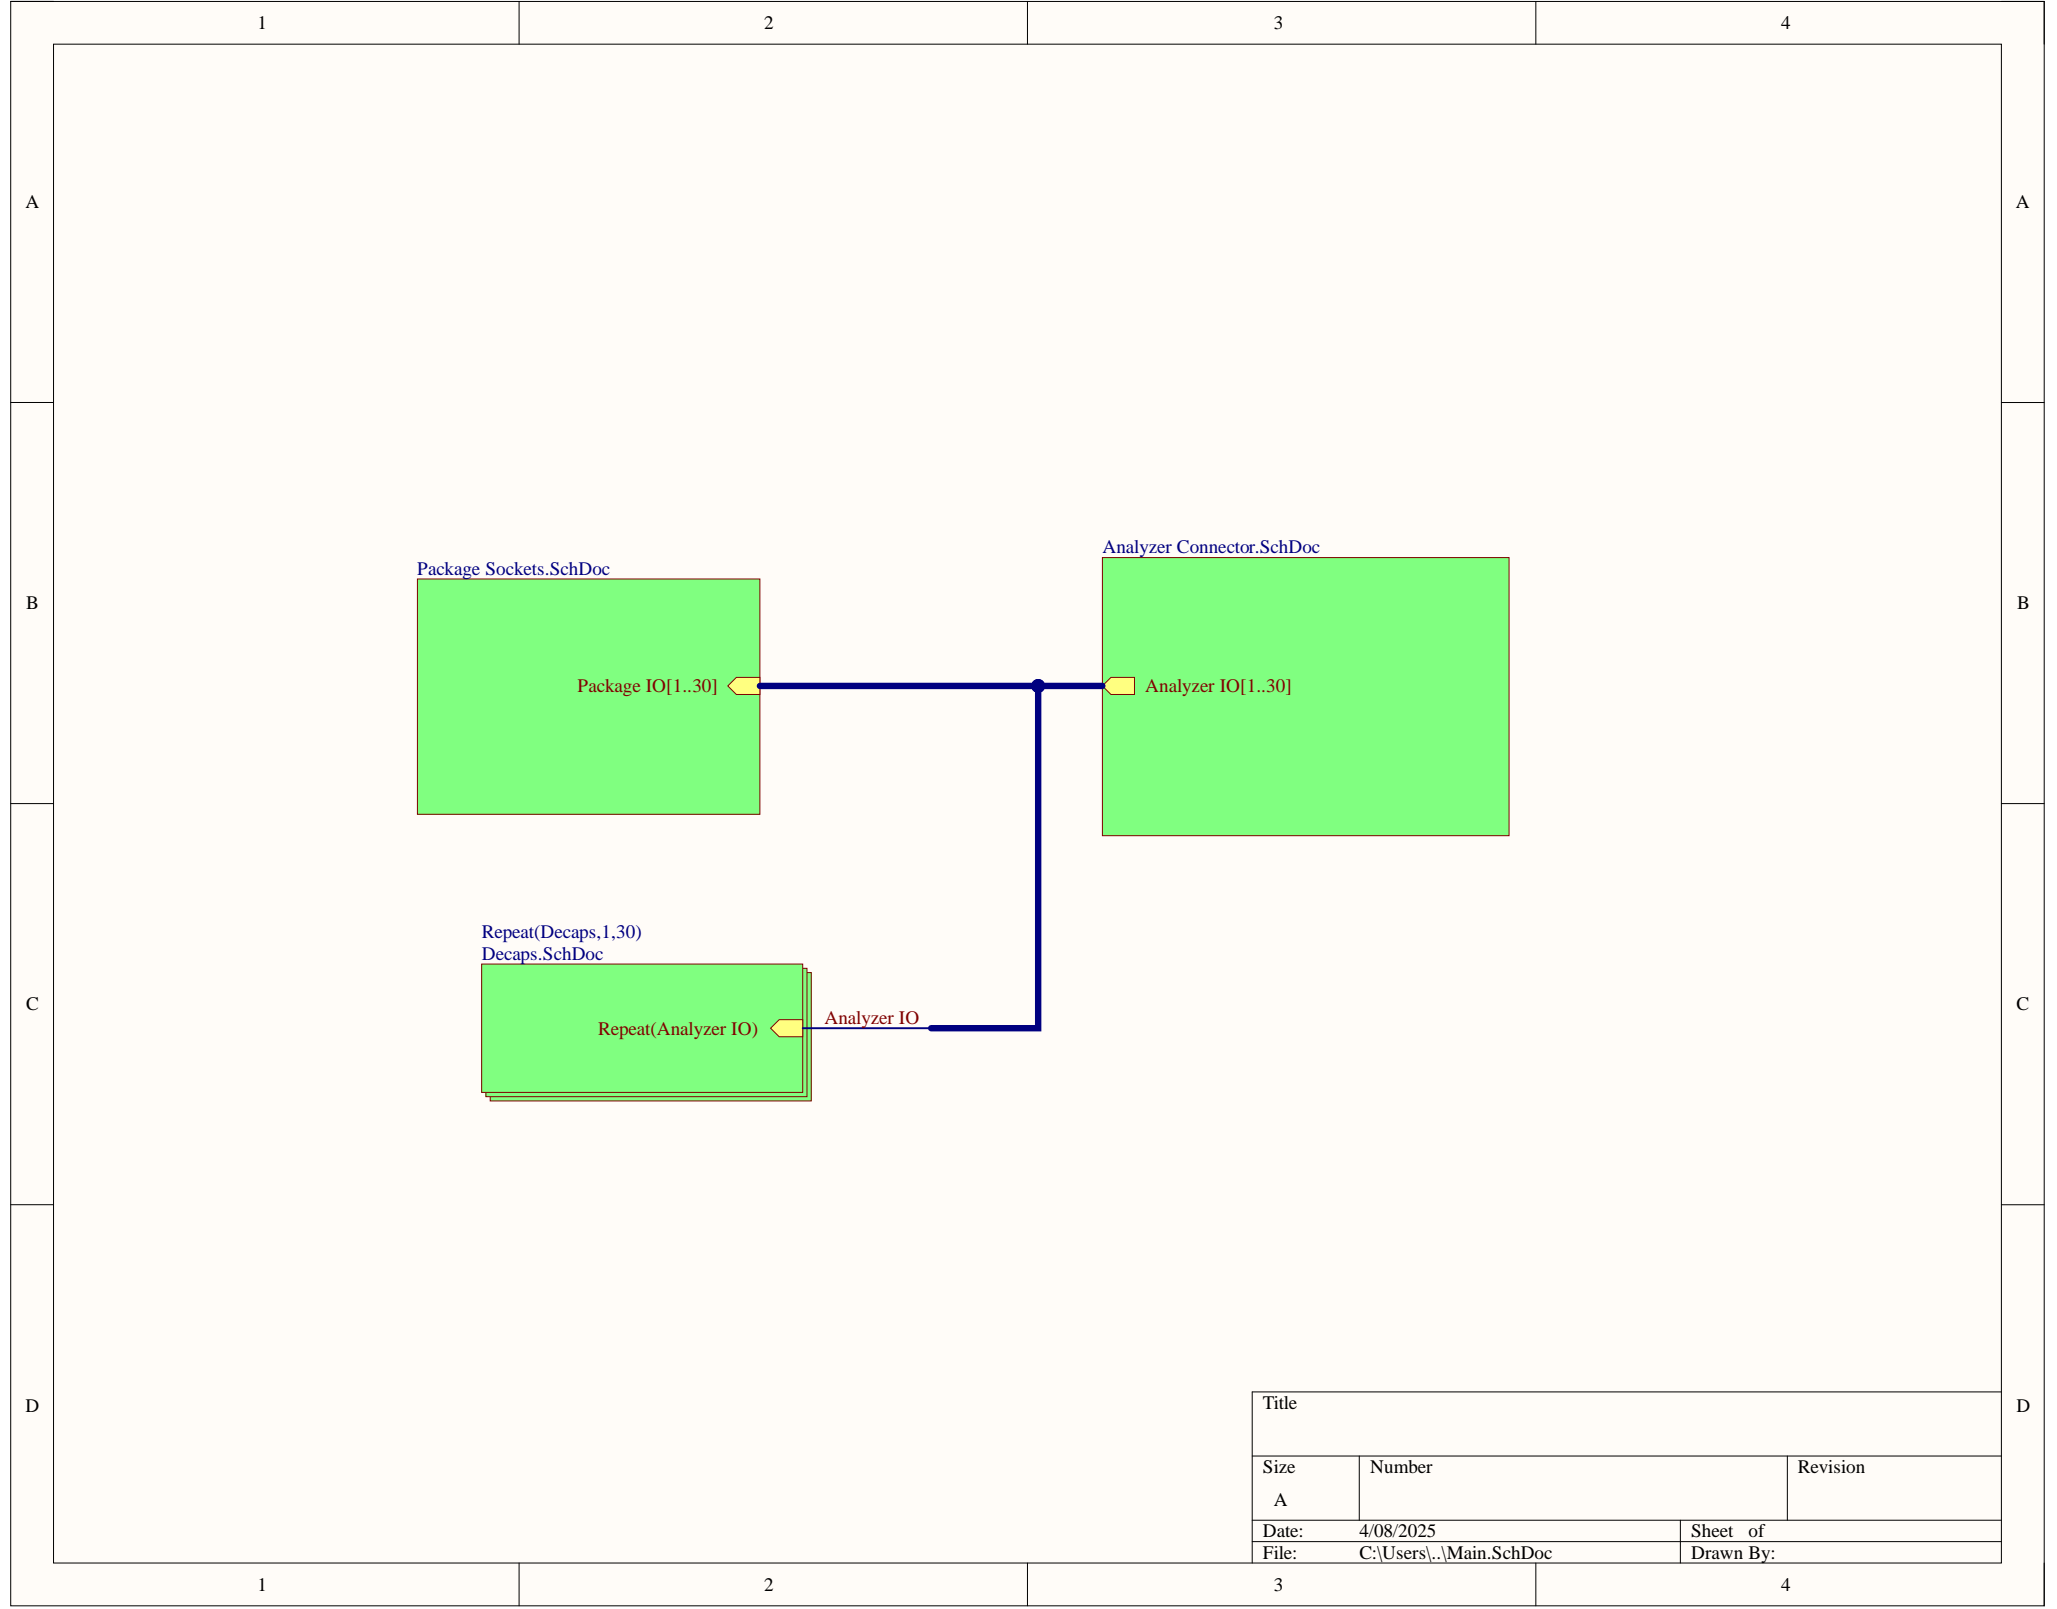 1 2 3 4
A A
Analyzer Connector.SchDoc
Package Sockets.SchDoc
B B
Package IO[1..30] Analyzer IO[1..30]
Repeat(Decaps,1,30)
Decaps.SchDoc
C C
Analyzer IO
Repeat(Analyzer IO)
D D
Title
Size Number Revision
A
Date: 4/08/2025 Sheet of
File: C:\Users\..\Main.SchDoc Drawn By:
1 2 3 4